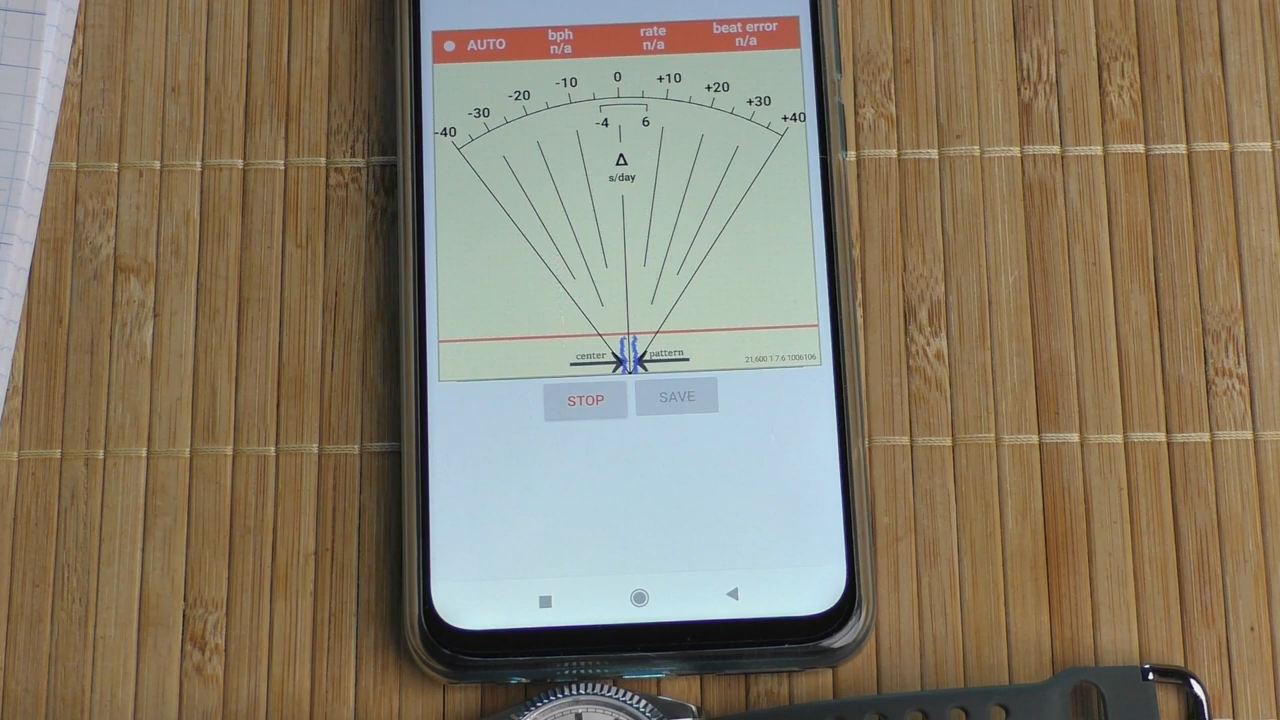 AUTO bph rate beat error
n/a n/a n/a
-40 -30 -20 -10 0 +10 +20 +30 +40
-4 6
Δ
s/day
center pattern
21,600 1 7 6 1006106
STOP SAVE